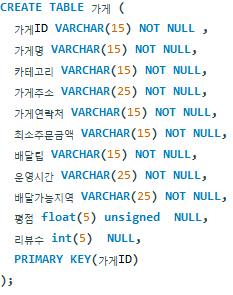 CREATE TABLE 가게 (
가게ID VARCHAR(15) NOT NULL ,
가게명 VARCHAR(15) NOT NULL,
카테고리 VARCHAR(15) NOT NULL,
가게주소 VARCHAR(25) NOT NULL,
가게연락처 VARCHAR(15) NOT NULL,
최소주문금액 VARCHAR(15) NOT NULL,
배달팁 VARCHAR(15) NOT NULL,
운영시간 VARCHAR(25) NOT NULL,
배달가능지역 VARCHAR(25) NOT NULL,
평점 float(5) unsigned  NULL,
리뷰수 int(5)  NULL,
PRIMARY KEY(가게ID)
);